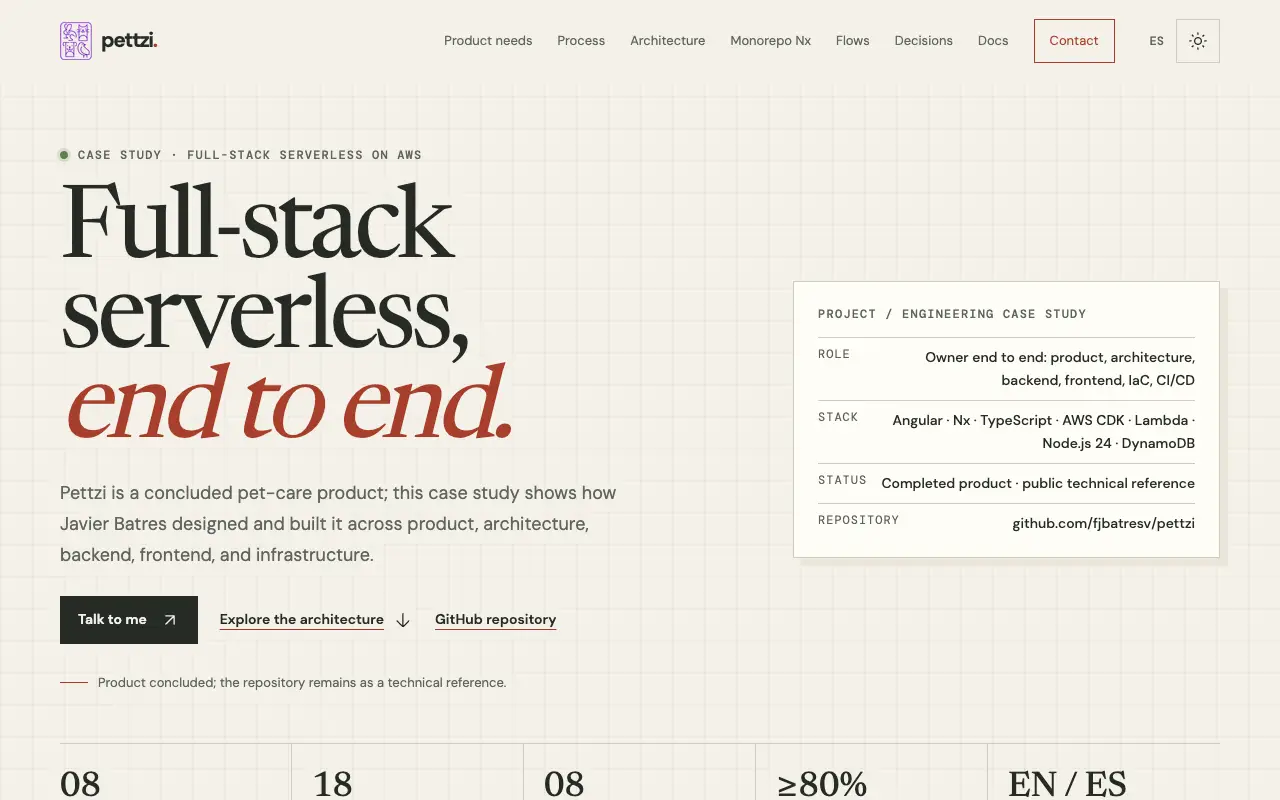 pettzi.
Product needs
Process
Architecture
Monorepo Nx
Flows
Decisions
Docs
Contact
ES
CASE STUDY · FULL-STACK SERVERLESS ON AWS
Full-stack
serverless,
end to end.
Pettzi is a concluded pet-care product; this case study shows how
Javier Batres designed and built it across product, architecture,
backend, frontend, and infrastructure.
Talk to me
Explore the architecture
GitHub repository
Product concluded; the repository remains as a technical reference.
PROJECT / ENGINEERING CASE STUDY
ROLE
Owner end to end: product, architecture,
backend, frontend, IaC, CI/CD
STACK
Angular · Nx · TypeScript · AWS CDK · Lambda ·
Node.js 24 · DynamoDB
STATUS
Completed product · public technical reference
REPOSITORY
github.com/fjbatresv/pettzi
08
18
08
≥80%
EN / ES